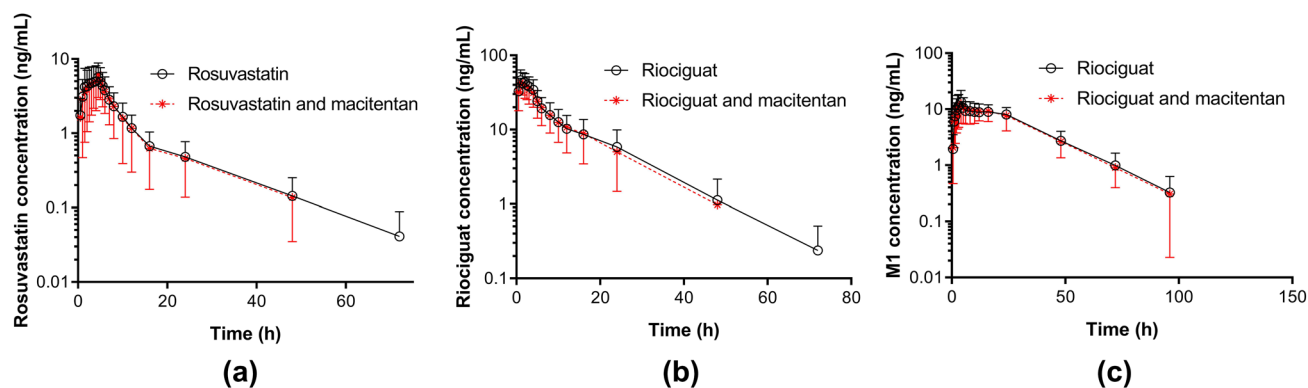 Rosuvastatin concentration (ng/mL)
10
1
0.1
0.01
0
20
40
60
Time (h)
Rosuvastatin
Rosuvastatin and macitentan
(a)
Riociguat concentration (ng/mL)
100
10
1
0.1
0
20
40
60
80
Time (h)
Riociguat
Riociguat and macitentan
(b)
M1 concentration (ng/mL)
100
10
1
0.1
0.01
0
50
100
150
Time (h)
Riociguat
Riociguat and macitentan
(c)